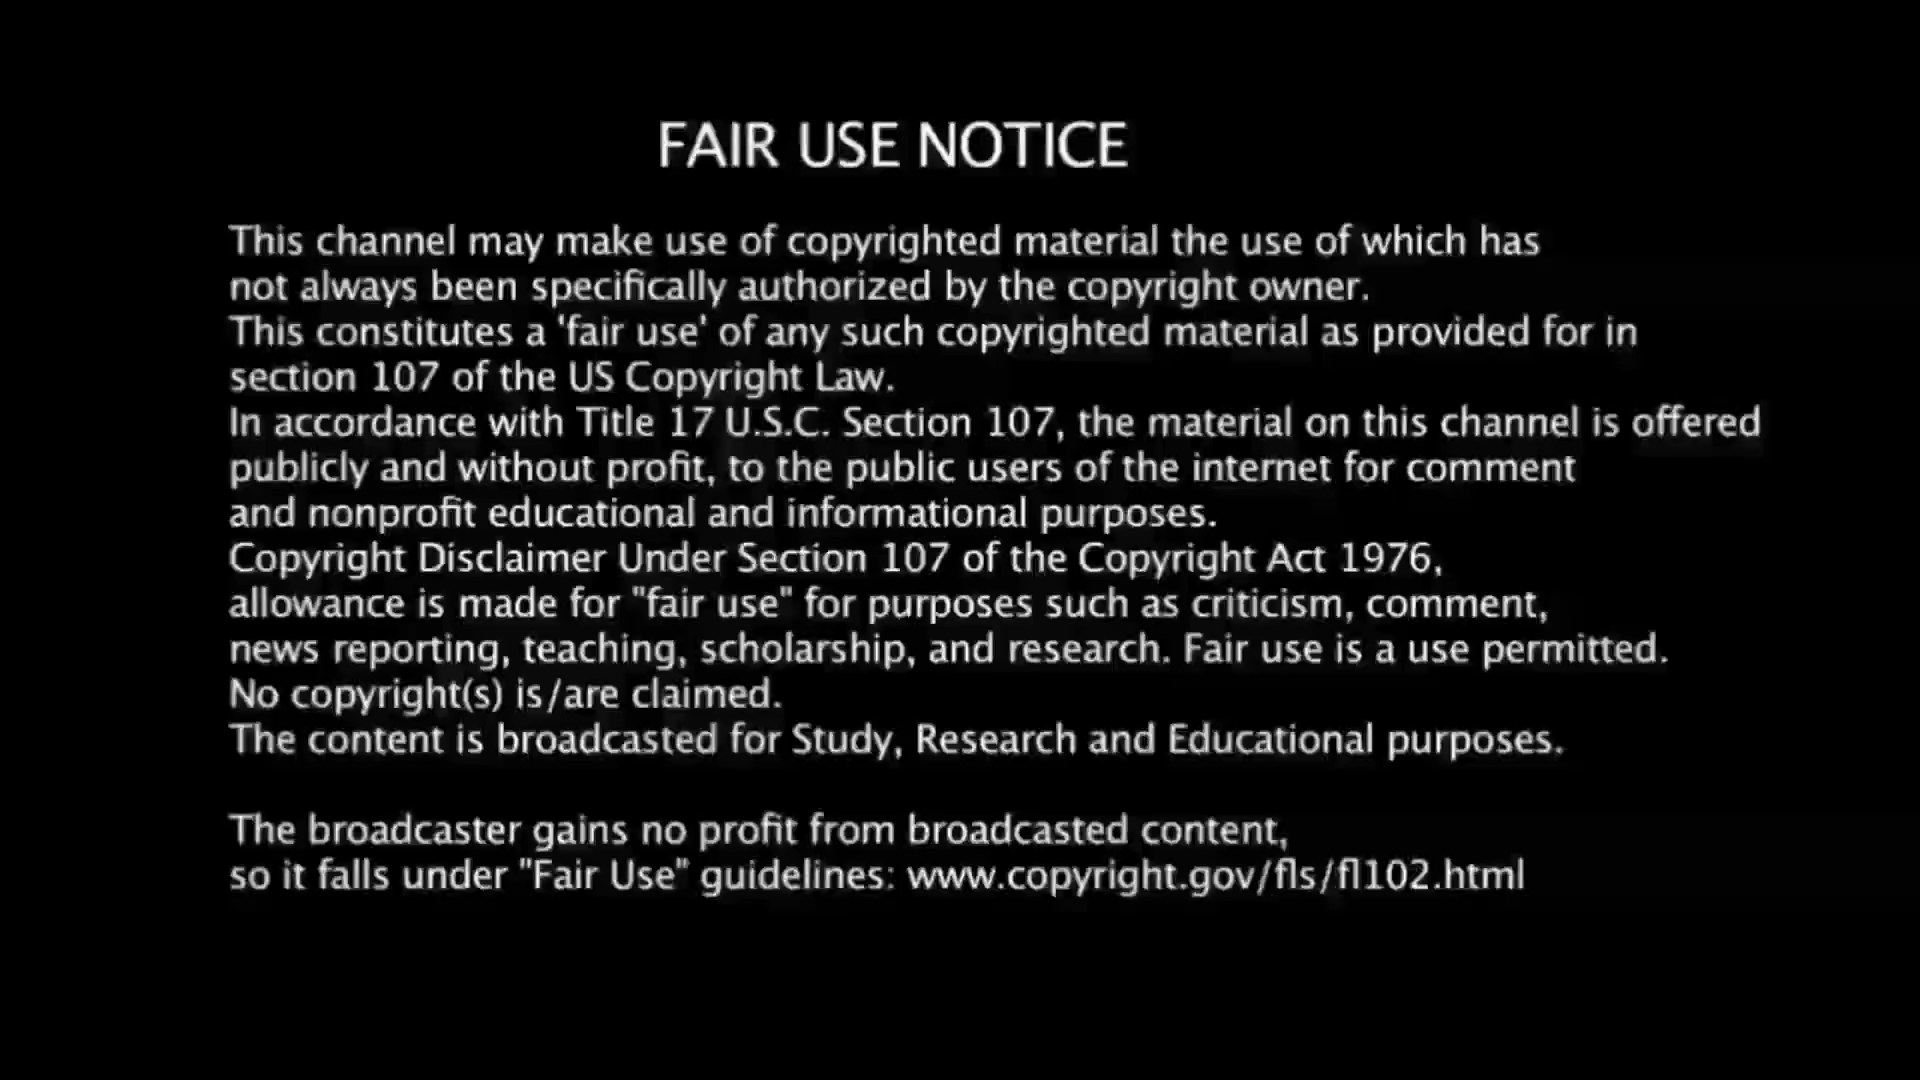 FAIR USE NOTICE
This channel may make use of copyrighted material the use of which has
not always been specifically authorized by the copyright owner.
This constitutes a 'fair use' of any such copyrighted material as provided for in
section 107 of the US Copyright Law.
In accordance with Title 17 U.S.C. Section 107, the material on this channel is offered
publicly and without profit, to the public users of the internet for comment
and nonprofit educational and informational purposes.
Copyright Disclaimer Under Section 107 of the Copyright Act 1976,
allowance is made for "fair use" for purposes such as criticism, comment,
news reporting, teaching, scholarship, and research. Fair use is a use permitted.
No copyright(s) is/are claimed.
The content is broadcasted for Study, Research and Educational purposes.
The broadcaster gains no profit from broadcasted content,
so it falls under "Fair Use" guidelines: www.copyright.gov/fls/fl102.html